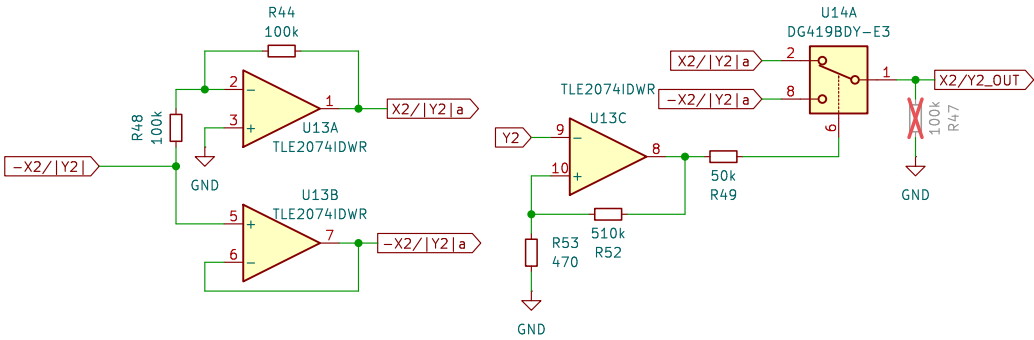 R44
100k
2
−
3
+
1
U13A
TLE2074IDWR
X2/|Y2|a
R48
100k
GND
-X2/|Y2|
U13B
TLE2074IDWR
5
+
6
−
7
-X2/|Y2|a
U14A
DG419BDY-E3
X2/|Y2|a
2
-X2/|Y2|a
8
1
6
X2/Y2_OUT
100k
R47
GND
TLE2074IDWR
U13C
Y2
9
−
10
+
8
50k
R49
510k
R52
R53
470
GND